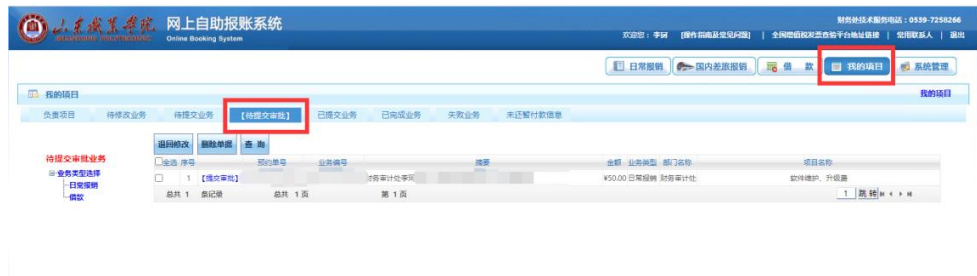 网上自助报账系统
Online Booking System
财务处技术服务电话:0539-7258266
欢迎您:李阿 [操作指南及常见问题] | 全国增值税发票查验平台地址链接 | 常用联系人 | 退出
日常报销 国内差旅报销 借 款 我的项目 系统管理
我的项目 我的项目
负责项目 待修改业务 待提交业务 【待提交审批】 已提交业务 已完成业务 失败业务 未还暂付款信息
退回修改 删除单据 查 询
待提交审批业务
业务类型选择
日常报销
借款
全选 序号 预约单号 业务编号 摘要 金额 业务类型 部门名称 项目名称
1 【提交审批】 财务审计处李阿 ¥50.00 日常报销 财务审计处 软件维护、升级费
总共 1 条记录 总共 1 页 第 1 页 1 跳 转